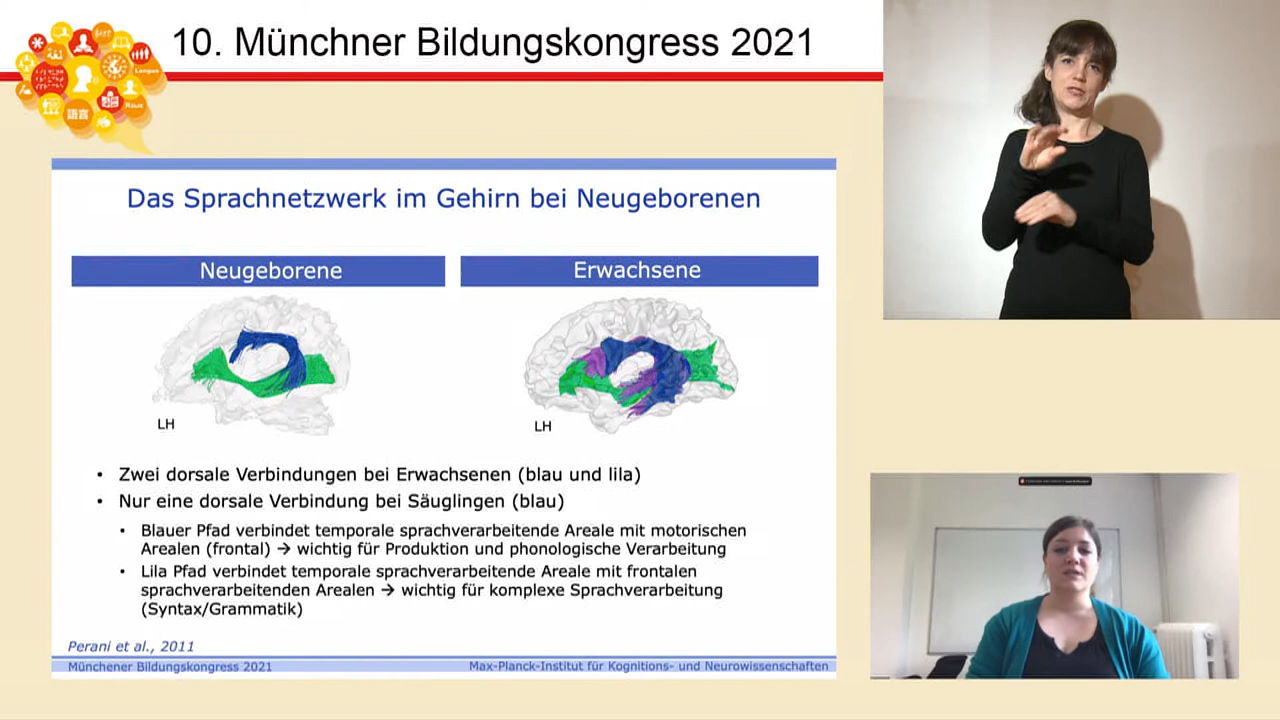 10. Münchner Bildungskongress 2021
Lengua
語言
Das Sprachnetzwerk im Gehirn bei Neugeborenen
Neugeborene
Erwachsene
LH
LH
• Zwei dorsale Verbindungen bei Erwachsenen (blau und lila)
• Nur eine dorsale Verbindung bei Säuglingen (blau)
• Blauer Pfad verbindet temporale sprachverarbeitende Areale mit motorischen
Arealen (frontal) → wichtig für Produktion und phonologische Verarbeitung
• Lila Pfad verbindet temporale sprachverarbeitende Areale mit frontalen
sprachverarbeitenden Arealen → wichtig für komplexe Sprachverarbeitung
(Syntax/Grammatik)
Perani et al., 2011
Münchener Bildungskongress 2021
Max-Planck-Institut für Kognitions- und Neurowissenschaften